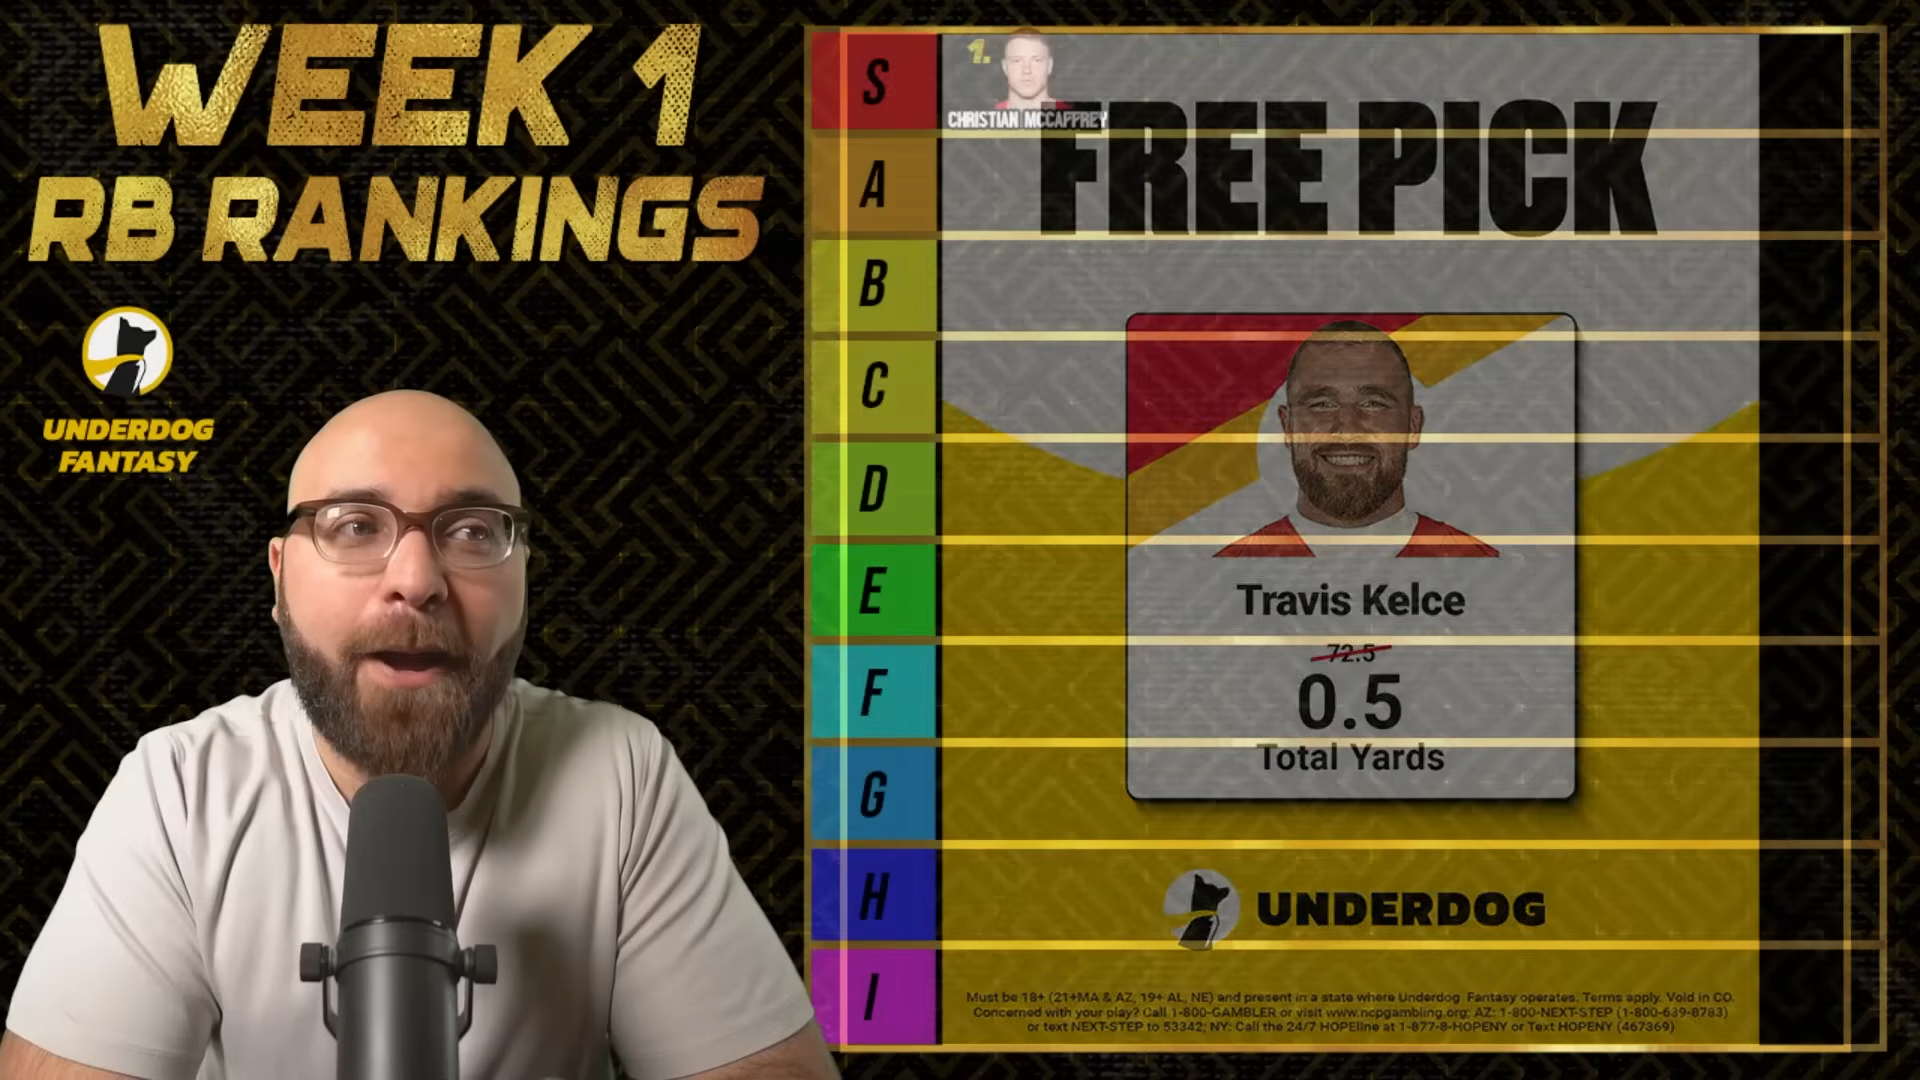 WEEK 1
RB RANKINGS
UNDERDOG
FANTASY
S
1.
CHRISTIAN MCCAFFREY
FREE PICK
A
B
C
D
E
F
G
H
I
Travis Kelce
72.5
0.5
Total Yards
UNDERDOG
Must be 18+ (21+MA & AZ, 19+ AL, NE) and present in a state where Underdog Fantasy operates. Terms apply. Void in CO.
Concerned with your play? Call 1-800-GAMBLER or visit www.ncpgambling.org; AZ: 1-800-NEXT-STEP (1-800-639-8783)
or text NEXT-STEP to 53342; NY: Call the 24/7 HOPEline at 1-877-8-HOPENY or Text HOPENY (467369)